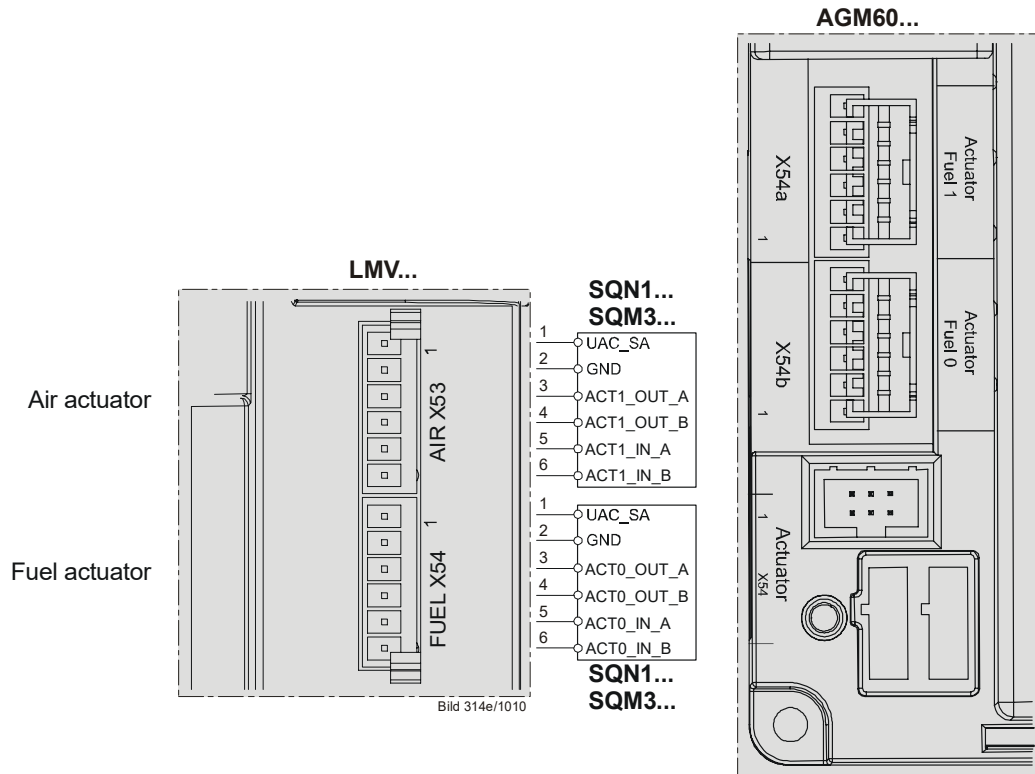 AGM60...
Actuator
Fuel 1
X54a
1
Actuator
Fuel 0
X54b
1
Actuator
X54
1
LMV...
Air actuator
AIR X53
1
Fuel actuator
FUEL X54
1
SQN1...
SQM3...
1 UAC_SA
2 GND
3 ACT1_OUT_A
4 ACT1_OUT_B
5 ACT1_IN_A
6 ACT1_IN_B
1 UAC_SA
2 GND
3 ACT0_OUT_A
4 ACT0_OUT_B
5 ACT0_IN_A
6 ACT0_IN_B
SQN1...
SQM3...
Bild 314e/1010